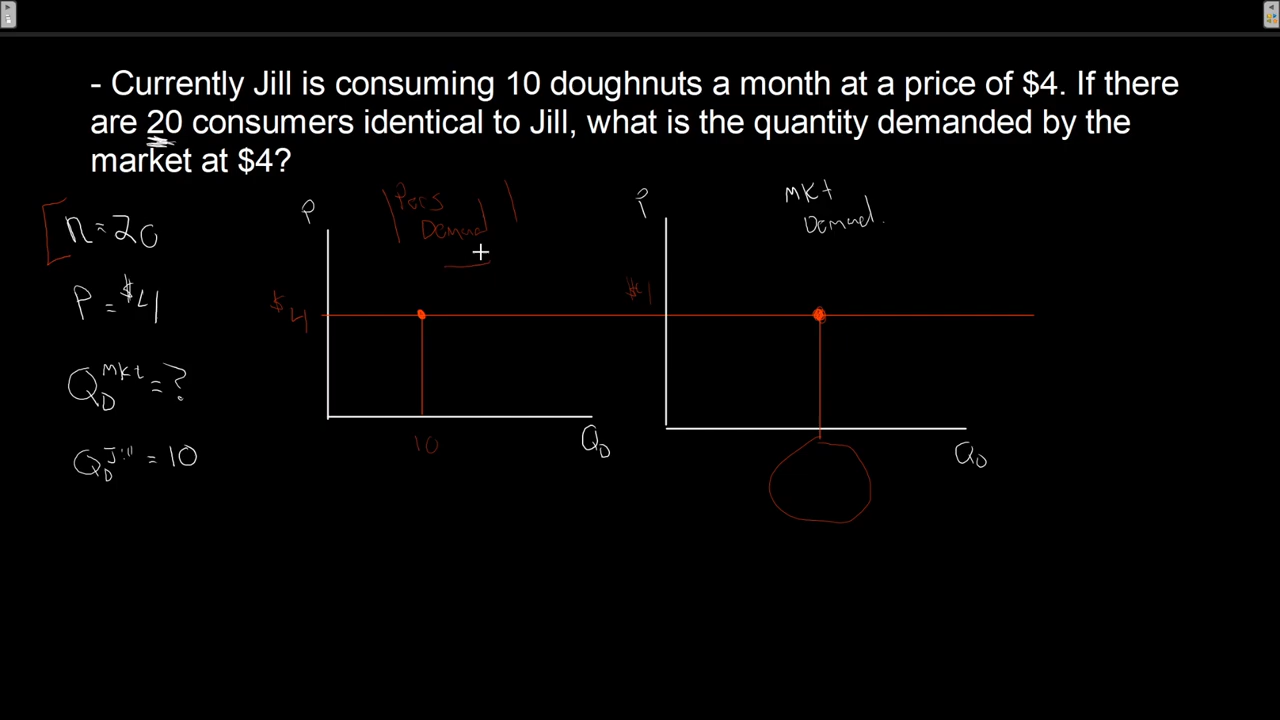 - Currently Jill is consuming 10 doughnuts a month at a price of $4. If there
are 20 consumers identical to Jill, what is the quantity demanded by the
market at $4?
n = 20
P = $4
Q_D^Mkt = ?
Q_D^Jill = 10
P
Pers
Demand
$4
10
Q_D
P
Mkt
Demand.
$4
Q_D